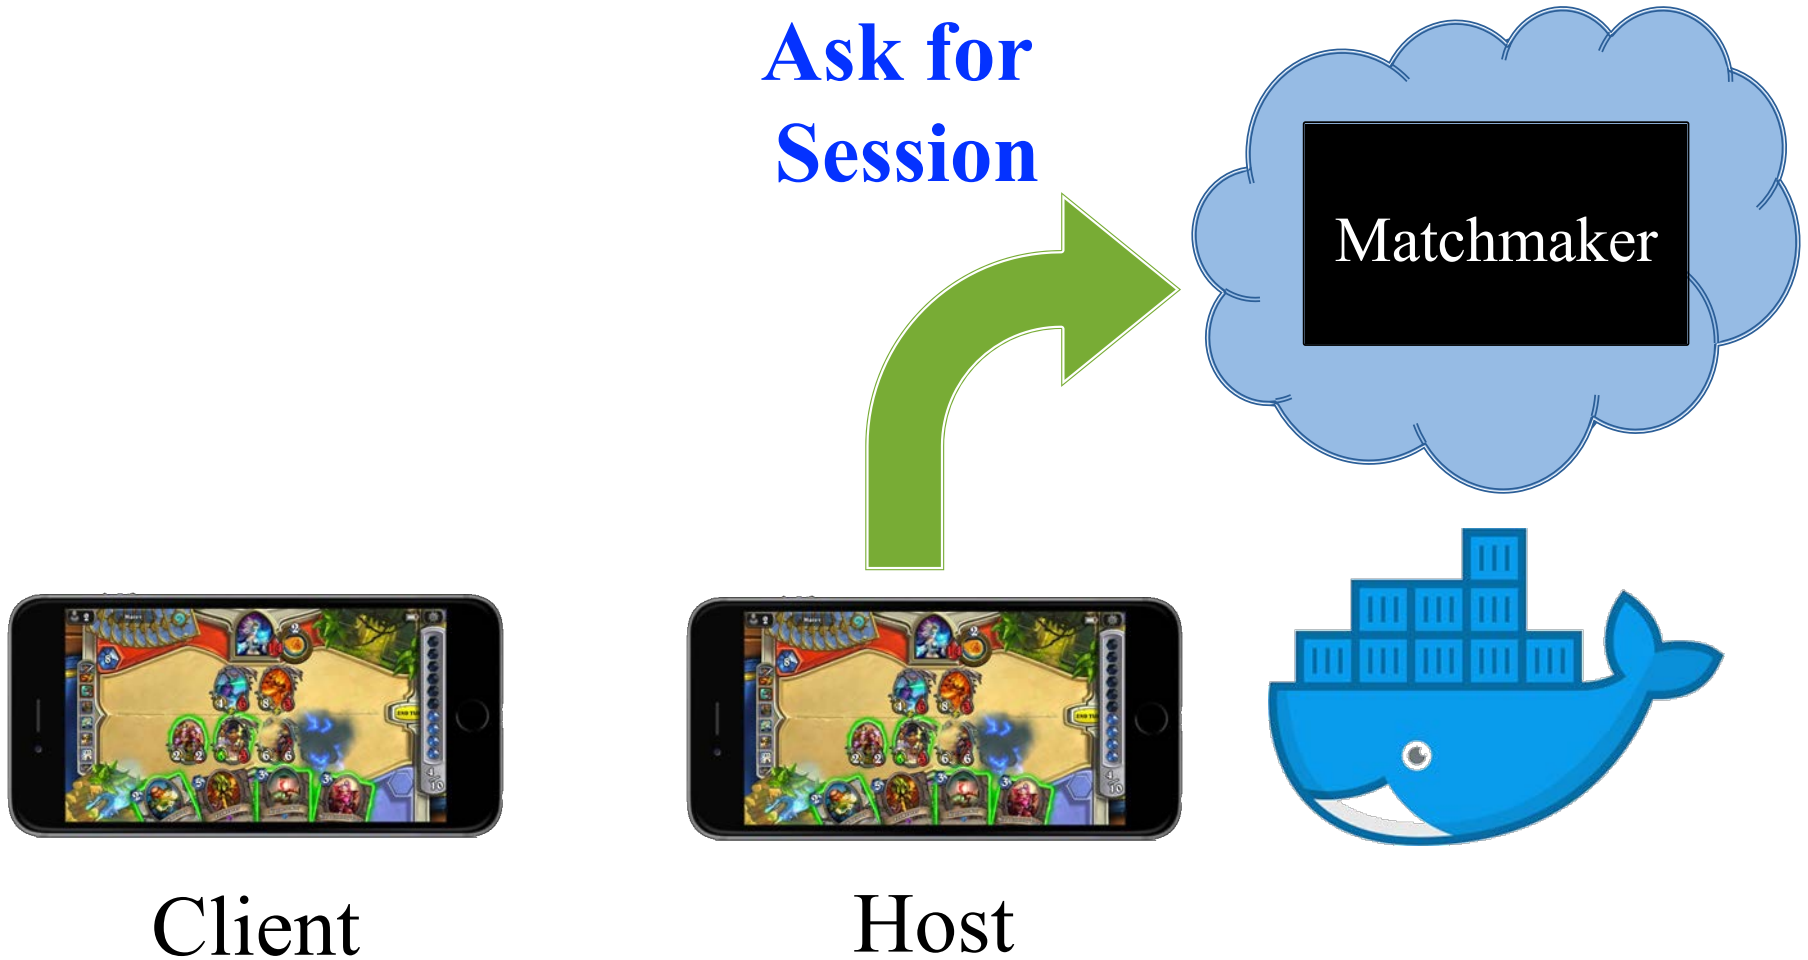 Ask for
Session
Matchmaker
Client
Host